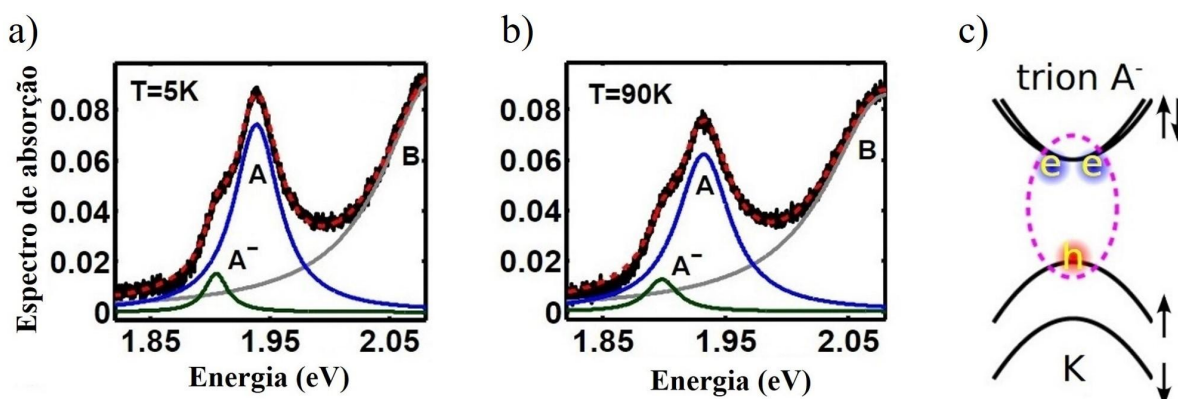 a)
Espectro de absorção
T=5K
0.08
0.06
0.04
0.02
0
A
A⁻
B
1.85
1.95
2.05
Energia (eV)
b)
T=90K
0.08
0.06
0.04
0.02
0
A
A⁻
B
1.85
1.95
2.05
Energia (eV)
c)
trion A⁻
e e
h
K